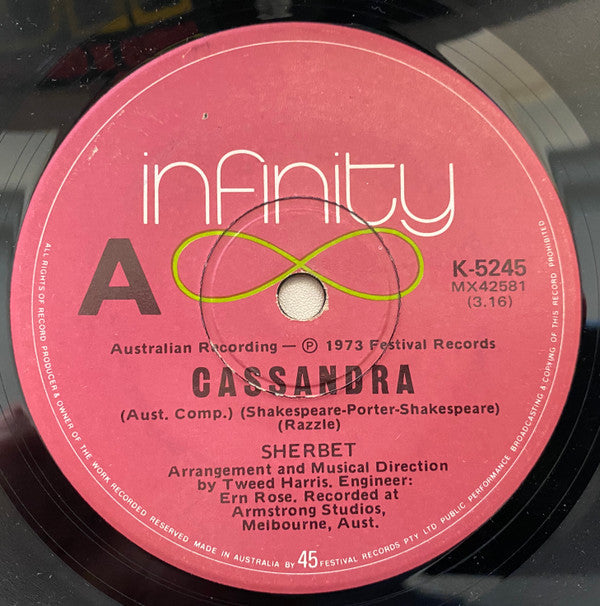 infinity
A
K-5245
MX42581
(3.16)
Australian Recording — Ⓟ 1973 Festival Records
CASSANDRA
(Aust. Comp.) (Shakespeare-Porter-Shakespeare)
(Razzle)
SHERBET
Arrangement and Musical Direction
by Tweed Harris. Engineer:
Ern Rose. Recorded at
Armstrong Studios,
Melbourne, Aust.
ALL RIGHTS OF RECORD PRODUCER & OWNER OF THE WORK RECORDED RESERVED MADE IN AUSTRALIA BY 45 FESTIVAL RECORDS PTY LTD PUBLIC PERFORMANCE BROADCASTING & COPYING OF THIS RECORD PROHIBITED